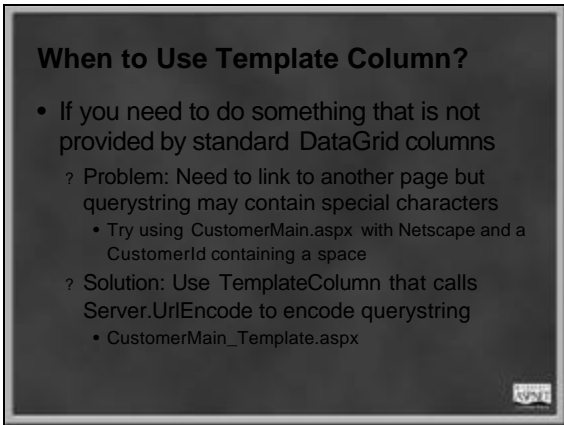 When to Use Template Column?
• If you need to do something that is not
provided by standard DataGrid columns
? Problem: Need to link to another page but
querystring may contain special characters
• Try using CustomerMain.aspx with Netscape and a
CustomerId containing a space
? Solution: Use TemplateColumn that calls
Server.UrlEncode to encode querystring
• CustomerMain_Template.aspx
ASP.NET